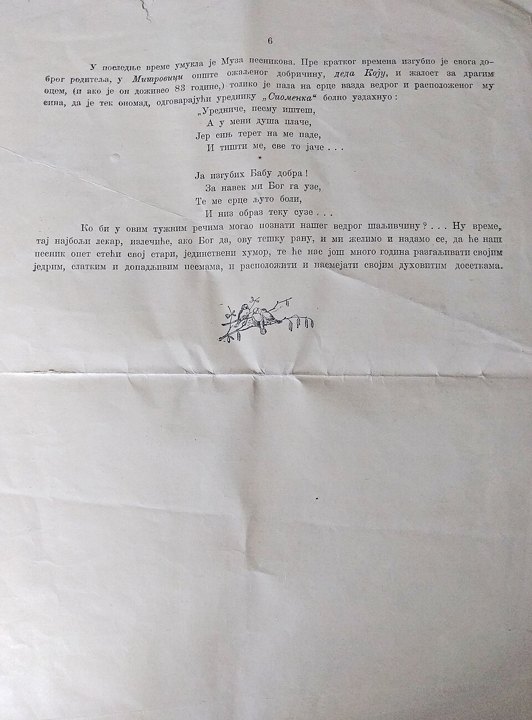 6
У последње време умукла је Муза песникова. Пре кратког времена изгубио је свога до-
брог родитеља, у Митровици опште ожаљеног добричину, деда Коју, и жалост за драгим
оцем, (и ако је он доживео 83 године,) толико је пала на срце вазда ведрог и расположеног му
сина, да је тек ономад, одговарајући уреднику „Споменка“ болно уздахнуо :
„Уредниче, песму иштеш,
А у мени душа плаче,
Јер син, терет на ме паде,
И тишти ме, све то јаче . . .
*
Ја изгубих Бабу добра !
За навек ми Бог га узе,
Те ме срце љуто боли,
И низ образ теку сузе . . .
Ко би у овим тужним речима могао познати нашег ведрог шаљивчину ? . . . Ну време,
тај најбољи лекар, излечиће, ако Бог да, ову тешку рану, и ми желимо и надамо се, да ће наш
песник опет стећи свој стари, јединствени хумор, те ће нас још много година разгаљивати својим
једрим, слатким и допадљивим песмама, и расположити и насмејати својим духовитим досеткама.